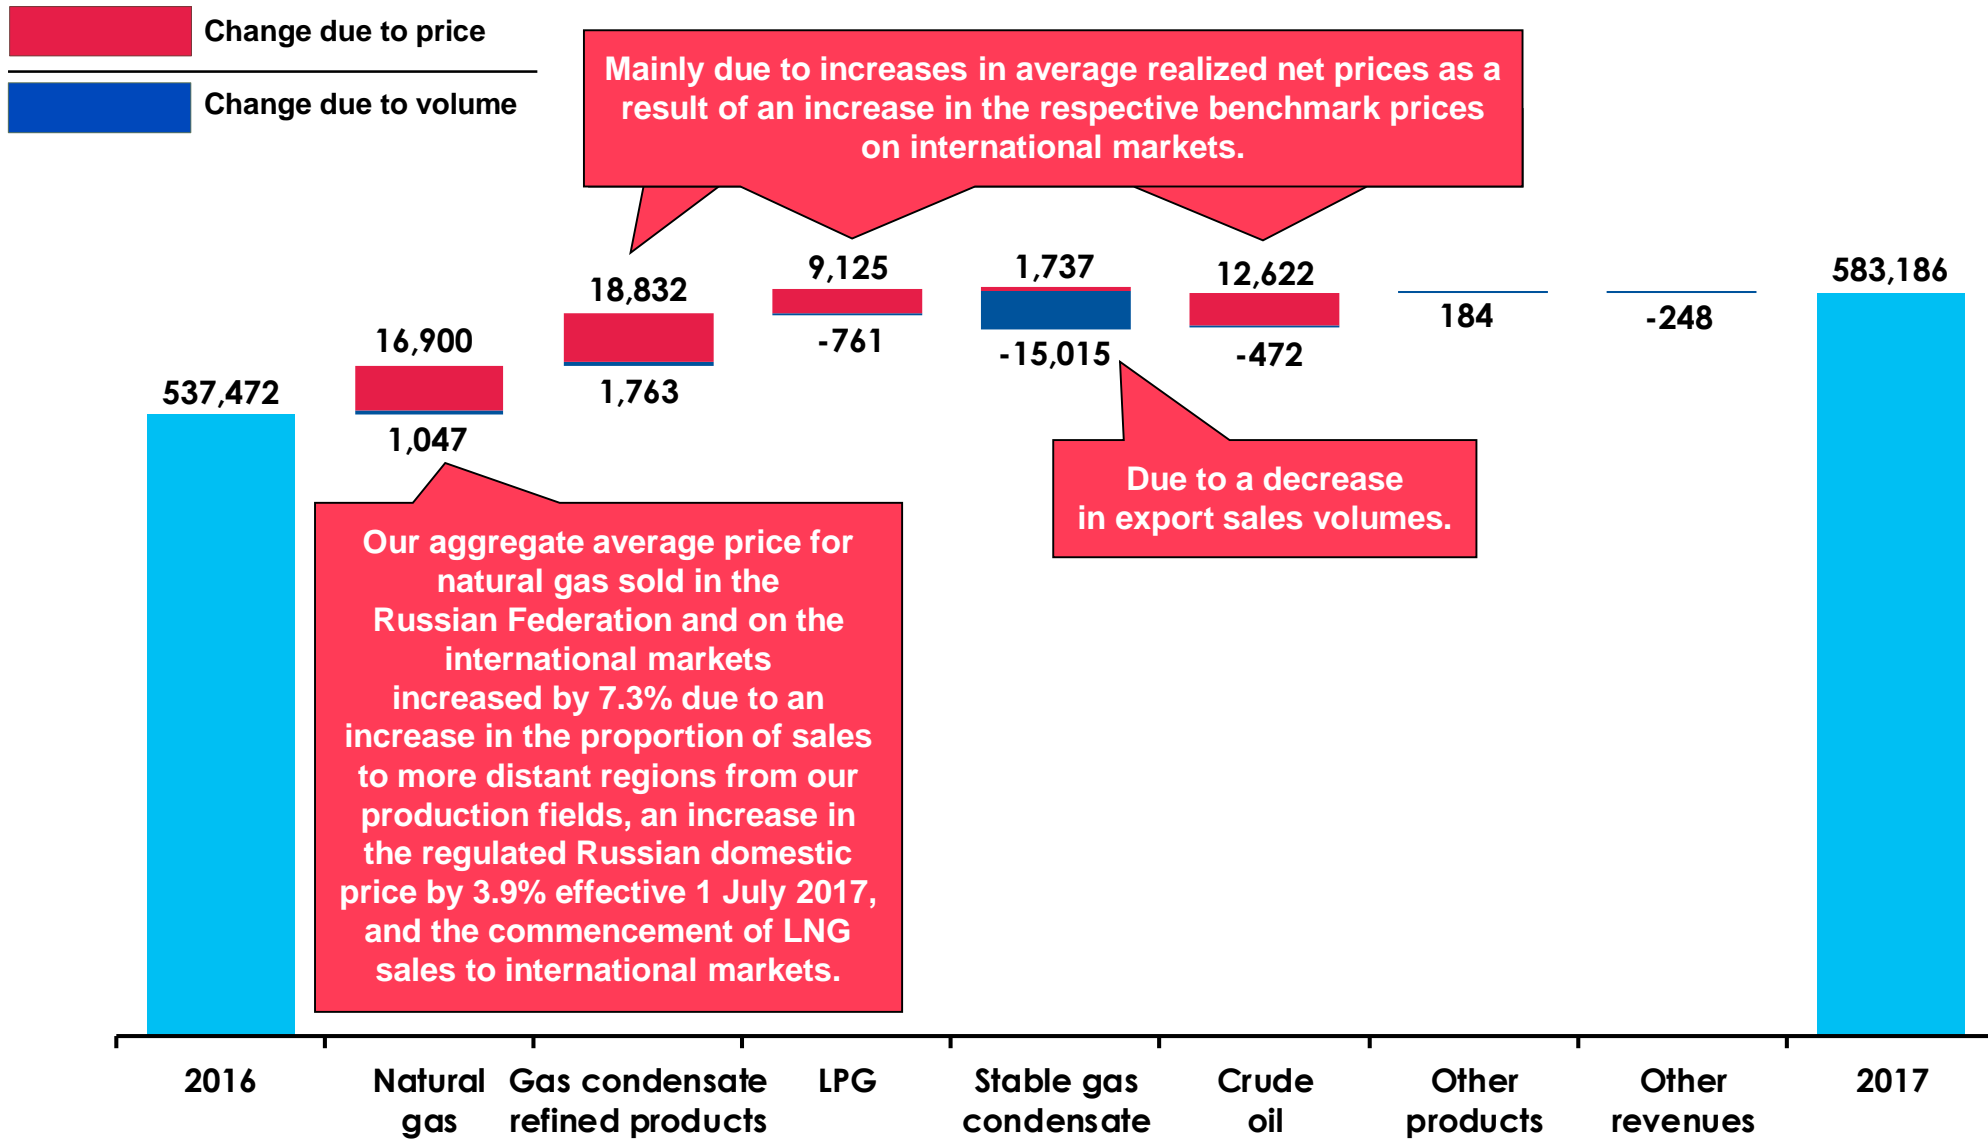 Change due to price
Change due to volume
Mainly due to increases in average realized net prices as a
result of an increase in the respective benchmark prices
on international markets.
537,472
16,900
1,047
18,832
1,763
9,125
-761
1,737
-15,015
12,622
-472
184
-248
583,186
Due to a decrease
in export sales volumes.
Our aggregate average price for
natural gas sold in the
Russian Federation and on the
international markets
increased by 7.3% due to an
increase in the proportion of sales
to more distant regions from our
production fields, an increase in
the regulated Russian domestic
price by 3.9% effective 1 July 2017,
and the commencement of LNG
sales to international markets.
2016
Natural
gas
Gas condensate
refined products
LPG
Stable gas
condensate
Crude
oil
Other
products
Other
revenues
2017